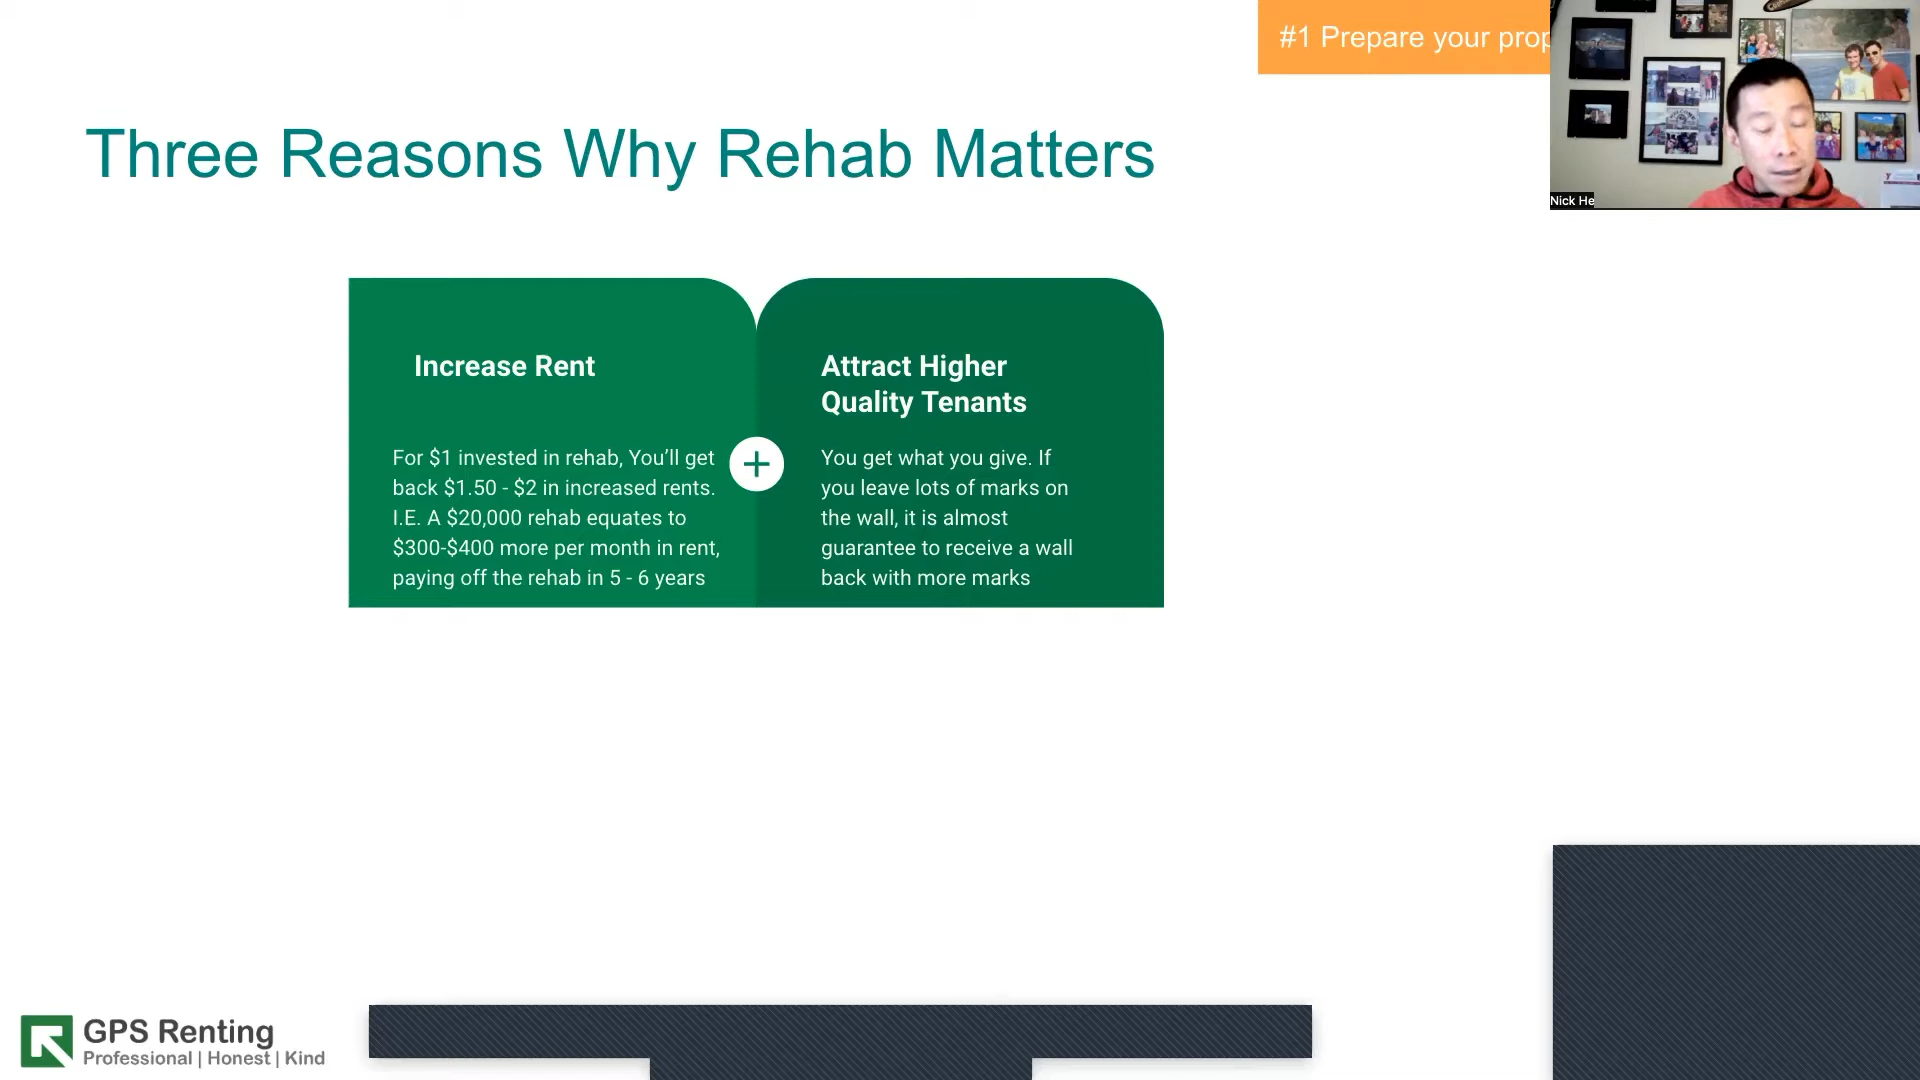 #1 Prepare your prop
Three Reasons Why Rehab Matters
Nick He
Increase Rent
For $1 invested in rehab, You’ll get
back $1.50 - $2 in increased rents.
I.E. A $20,000 rehab equates to
$300-$400 more per month in rent,
paying off the rehab in 5 - 6 years
Attract Higher
Quality Tenants
You get what you give. If
you leave lots of marks on
the wall, it is almost
guarantee to receive a wall
back with more marks
GPS Renting
Professional | Honest | Kind